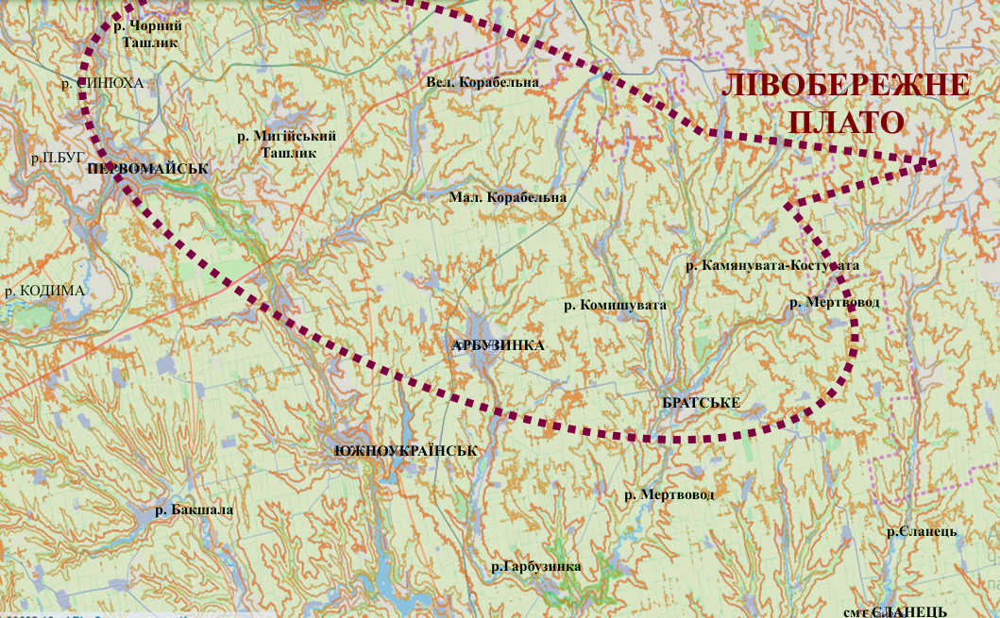 р. Чорний
Ташлик
р. СИНЮХА
Вел. Корабельна
ЛІВОБЕРЕЖНЕ
ПЛАТО
р. Мигійський
Ташлик
р.П.БУГ
ПЕРВОМАЙСЬК
Мал. Корабельна
р. Камянувата-Костувата
р. КОДИМА
р. Комишувата
р. Мертвовод
АРБУЗИНКА
БРАТСЬКЕ
ЮЖНОУКРАЇНСЬК
р. Мертвовод
р. Бакшала
р.Єланець
р.Гарбузинка
смт ЄЛАНЕЦЬ